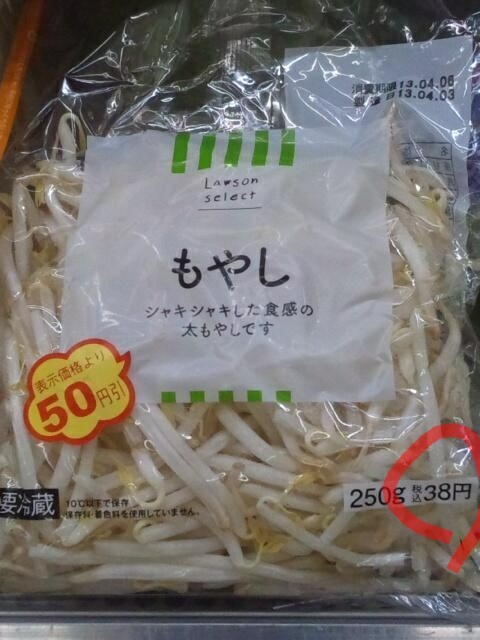 消費期限13.04.06
製造日13.04.03
Lawson
select
もやし
シャキシャキした食感の
太もやしです
表示価格より
50円引
250g 税込38円
要冷蔵
10℃以下で保存
保存料・着色料を使用していません。